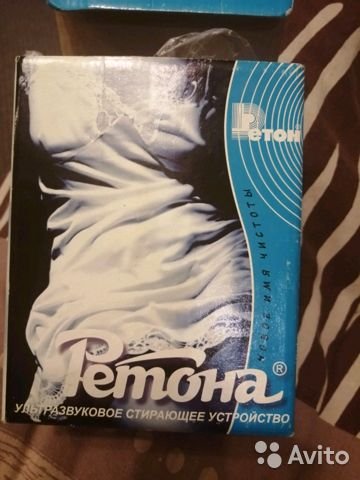 Ретон
НОВОЕ ИМЯ ЧИСТОТЫ
Ретона®
УЛЬТРАЗВУКОВОЕ СТИРАЮЩЕЕ УСТРОЙСТВО
Avito